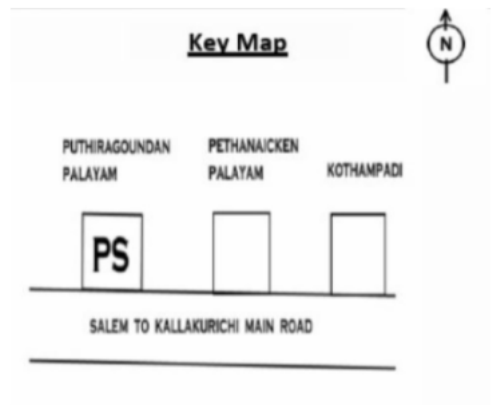 Key Map
N
PUTHIRAGOUNDAN
PALAYAM
PETHANAICKEN
PALAYAM
KOTHAMPADI
PS
SALEM TO KALLAKURICHI MAIN ROAD